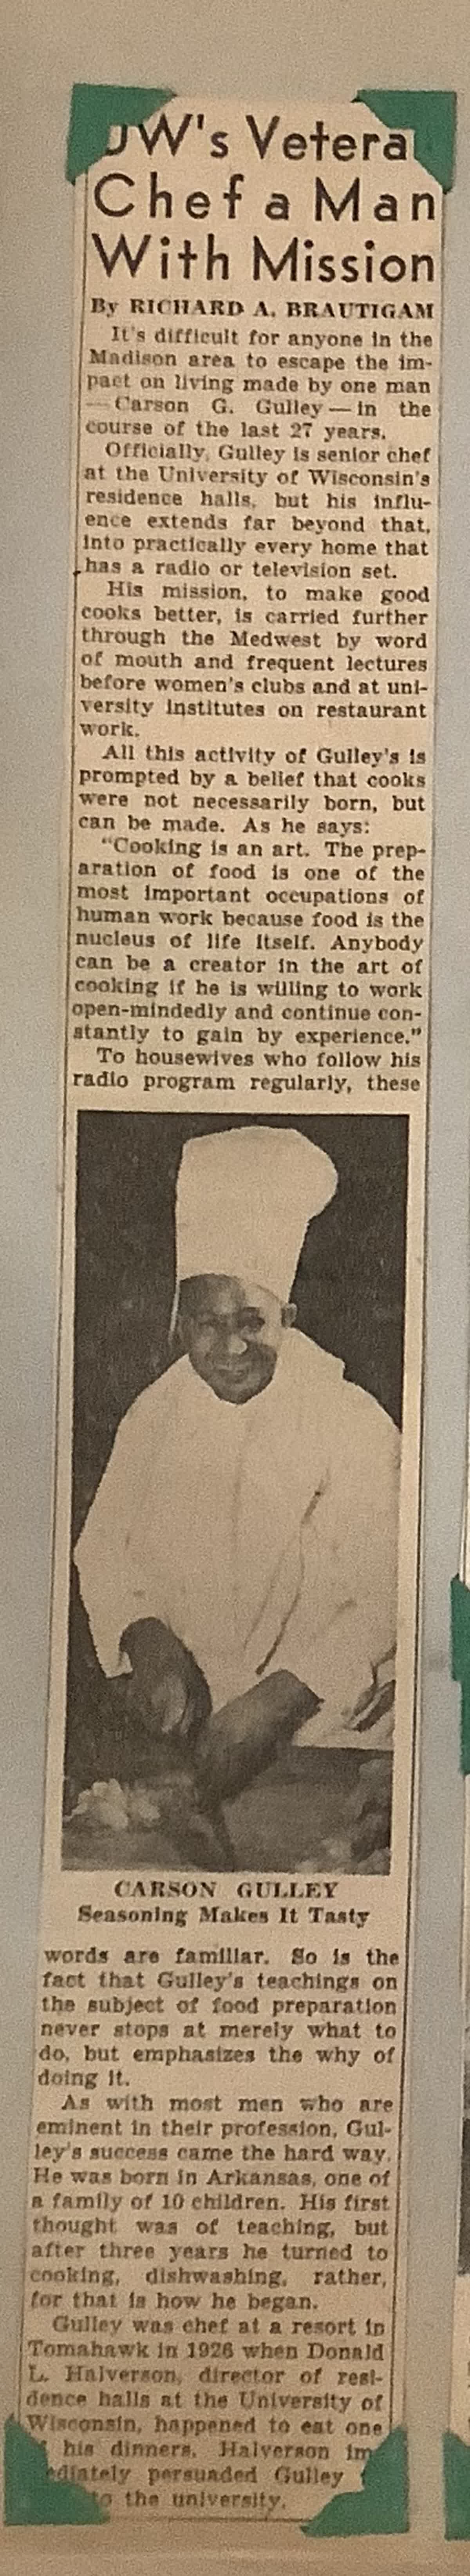 UW's Vetera
Chef a Man
With Mission
By RICHARD A. BRAUTIGAM
It's difficult for anyone in the
Madison area to escape the im-
pact on living made by one man
— Carson G. Gulley — in the
course of the last 27 years.
Officially, Gulley is senior chef
at the University of Wisconsin's
residence halls, but his influ-
ence extends far beyond that,
into practically every home that
has a radio or television set.
His mission, to make good
cooks better, is carried further
through the Medwest by word
of mouth and frequent lectures
before women's clubs and at uni-
versity institutes on restaurant
work.
All this activity of Gulley's is
prompted by a belief that cooks
were not necessarily born, but
can be made. As he says:
"Cooking is an art. The prep-
aration of food is one of the
most important occupations of
human work because food is the
nucleus of life itself. Anybody
can be a creator in the art of
cooking if he is willing to work
open-mindedly and continue con-
stantly to gain by experience."
To housewives who follow his
radio program regularly, these
CARSON GULLEY
Seasoning Makes It Tasty
words are familiar. So is the
fact that Gulley's teachings on
the subject of food preparation
never stops at merely what to
do, but emphasizes the why of
doing it.
As with most men who are
eminent in their profession, Gul-
ley's success came the hard way.
He was born in Arkansas, one of
a family of 10 children. His first
thought was of teaching, but
after three years he turned to
cooking, dishwashing, rather,
for that is how he began.
Gulley was chef at a resort in
Tomahawk in 1926 when Donald
L. Halverson, director of resi-
dence halls at the University of
Wisconsin, happened to eat one
his dinners. Halverson im
ediately persuaded Gulley
to the university.